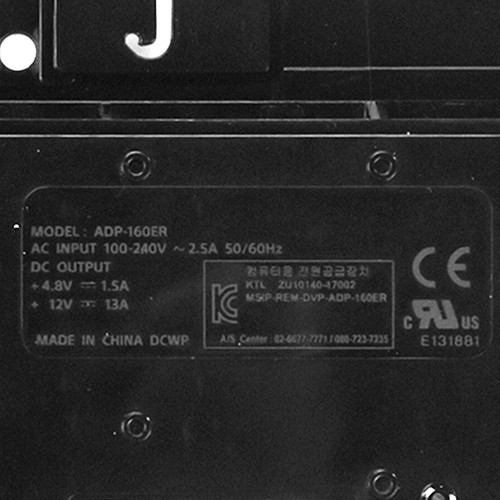 MODEL: ADP-160ER
AC INPUT 100-240V ~ 2.5A 50/60Hz
DC OUTPUT
+4.8V ⎓ 1.5A
+ 12V ⎓ 13A
MADE IN CHINA DCWP
컴퓨터용 전원공급장치
KTL ZU10140-17002
MSIP-REM-DVP-ADP-160ER
A/S Center : 02-6677-7771 / 080-723-7235
CE
c RU US
E131881